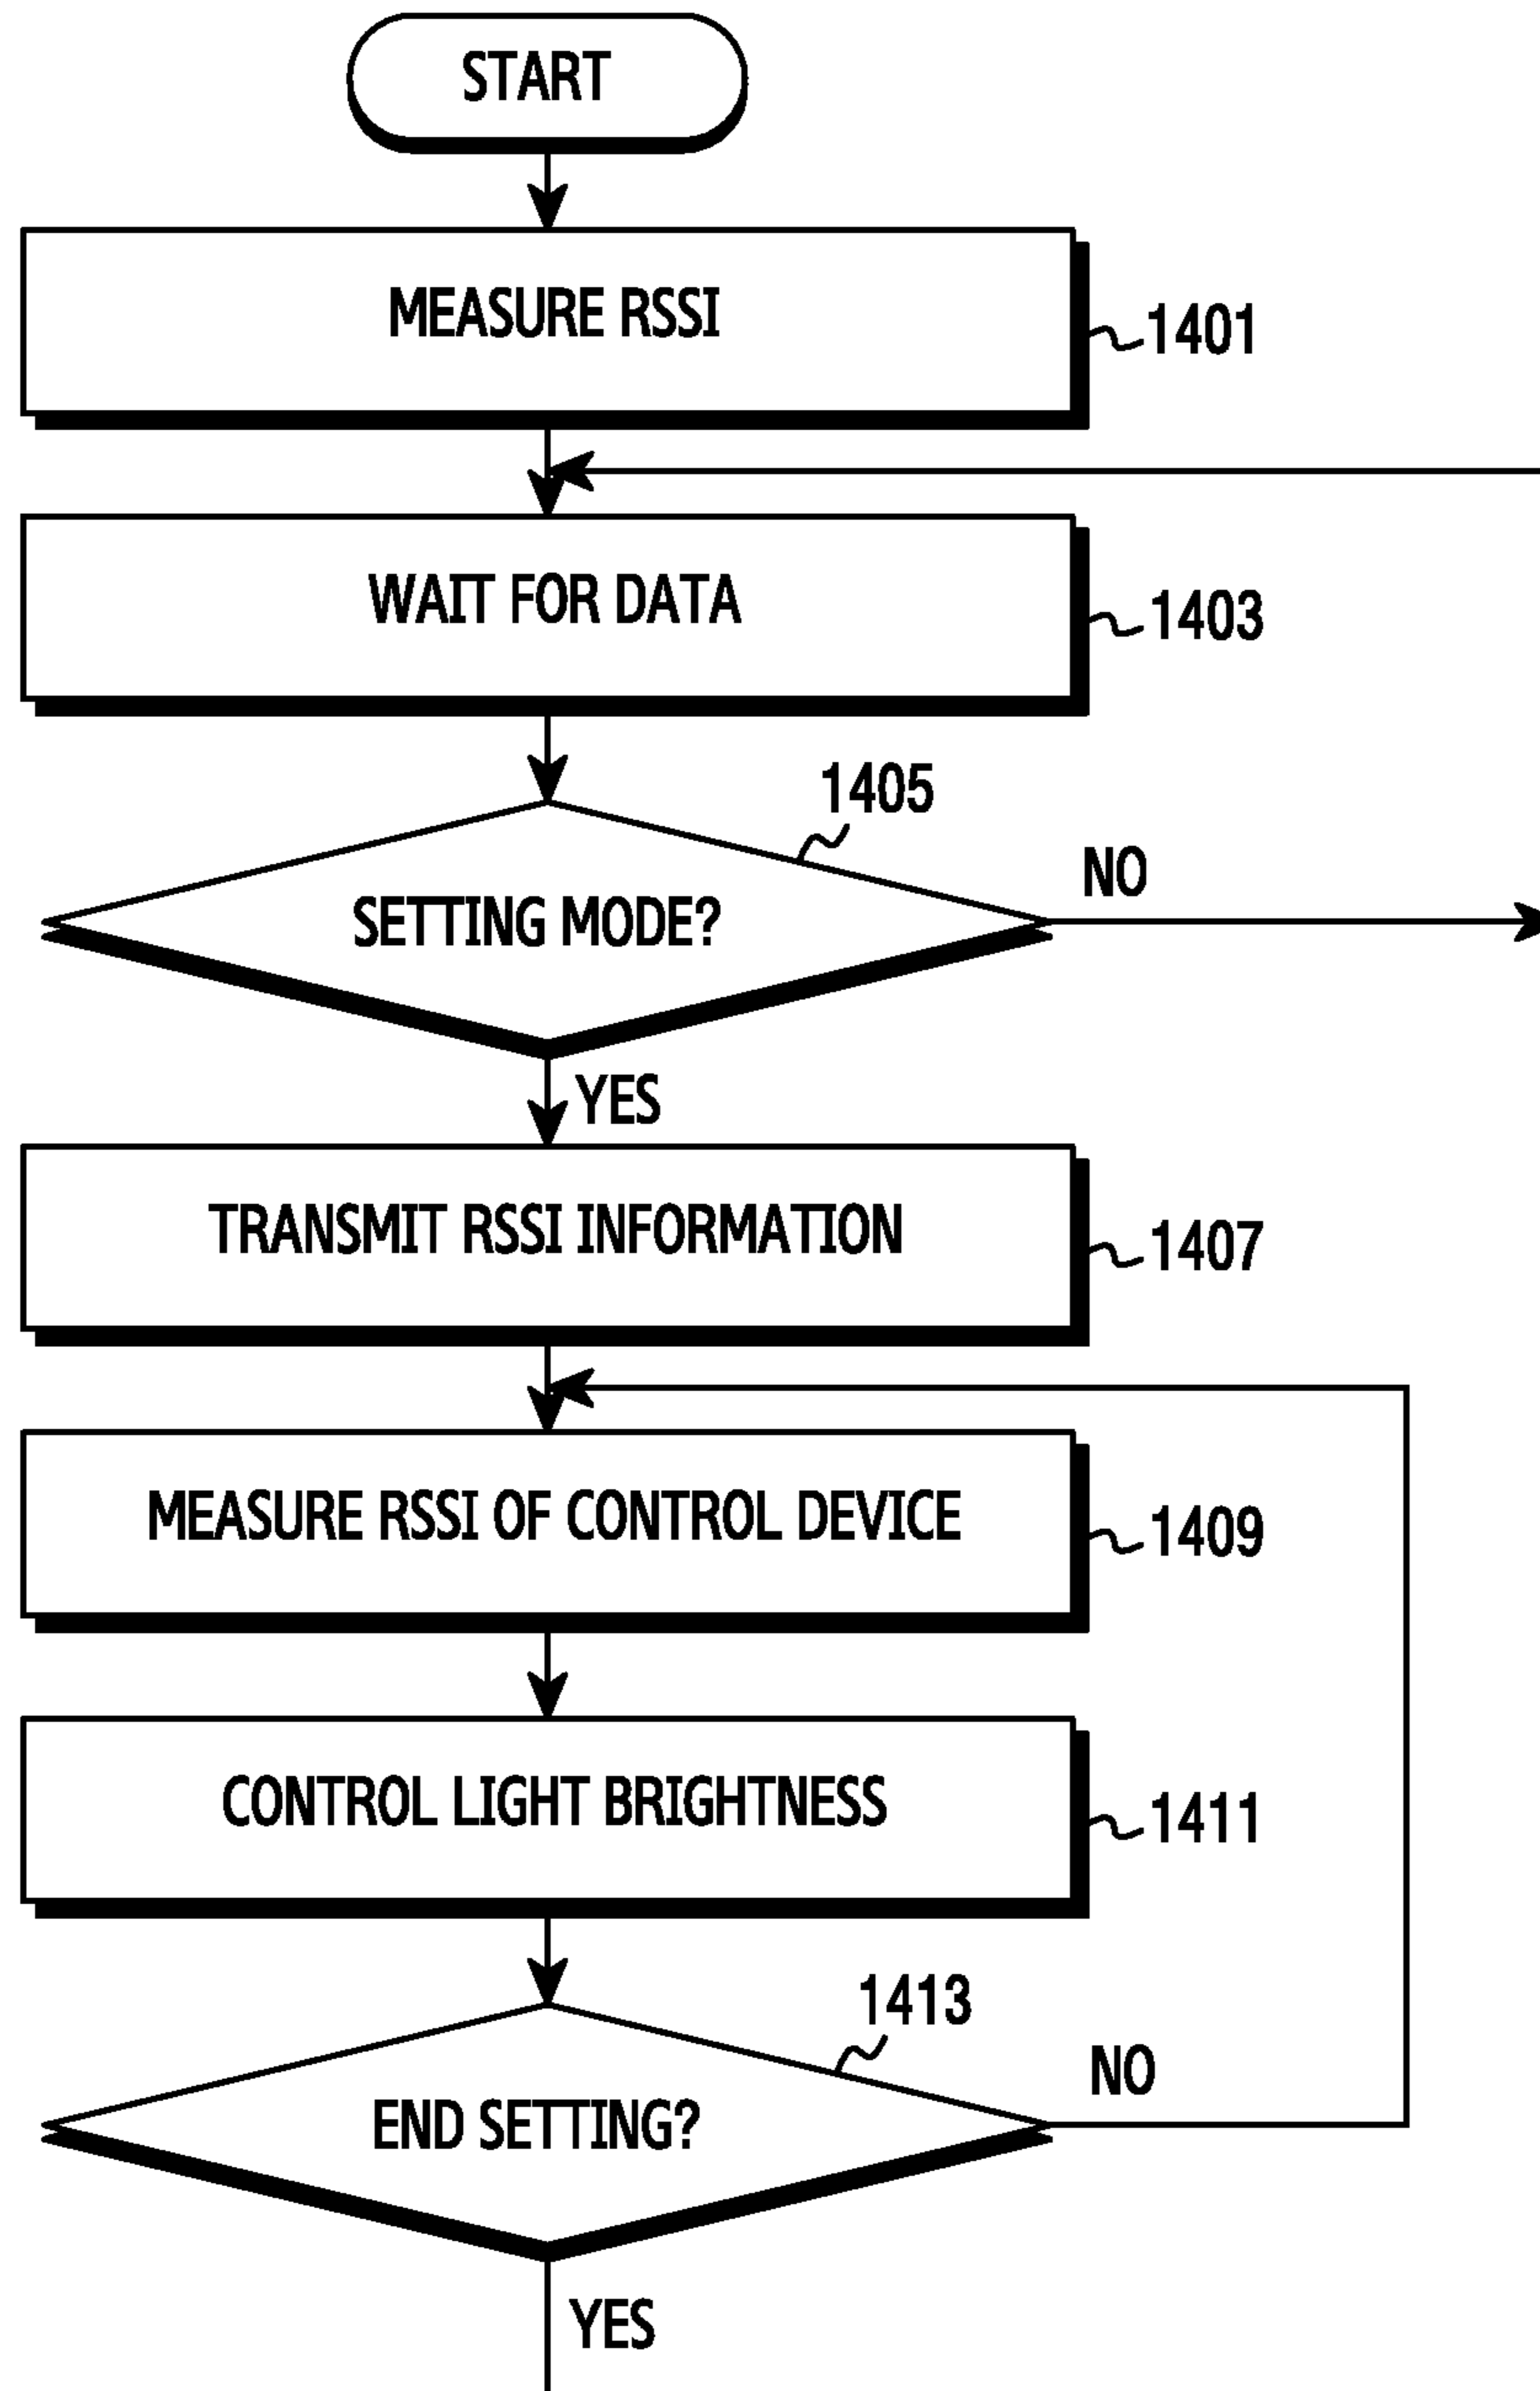 START
MEASURE RSSI
1401
WAIT FOR DATA
1403
1405
SETTING MODE?
NO
YES
TRANSMIT RSSI INFORMATION
1407
MEASURE RSSI OF CONTROL DEVICE
1409
CONTROL LIGHT BRIGHTNESS
1411
1413
END SETTING?
NO
YES